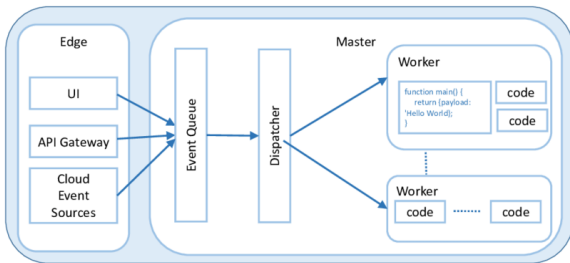 Edge
UI
API Gateway
Cloud
Event
Sources
Master
Event Queue
Dispatcher
Worker
function main() {
return {payload:
'Hello World};
}
code
code
Worker
code
code